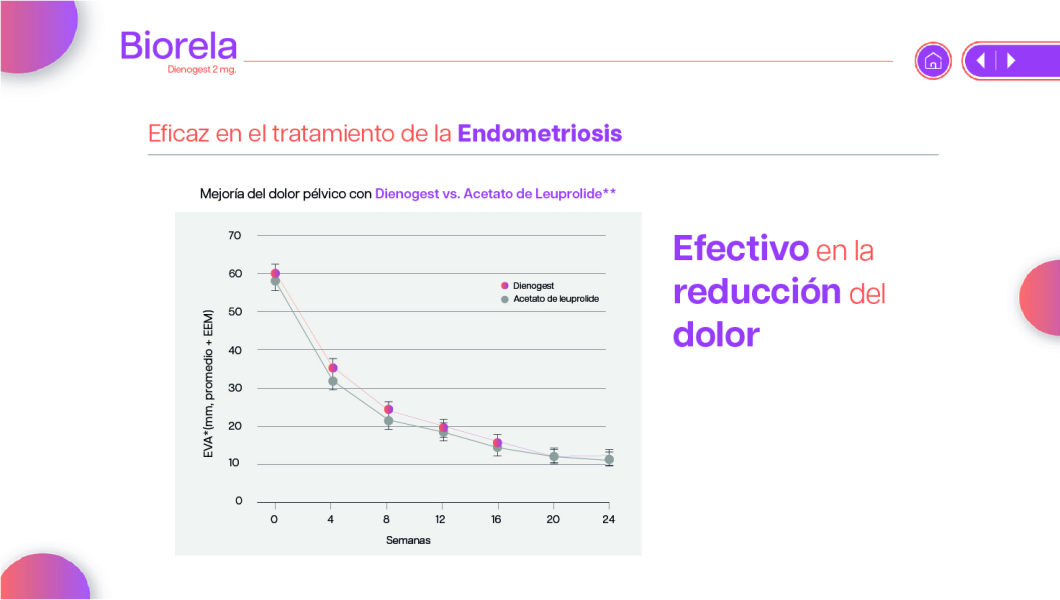 Biorela
Dienogest 2 mg.
Eficaz en el tratamiento de la Endometriosis
Mejoría del dolor pélvico con Dienogest vs. Acetato de Leuprolide**
EVA*(mm, promedio + EEM)
70
60
50
40
30
20
10
0
Dienogest
Acetato de leuprolide
0 4 8 12 16 20 24
Semanas
Efectivo en la
reducción del
dolor